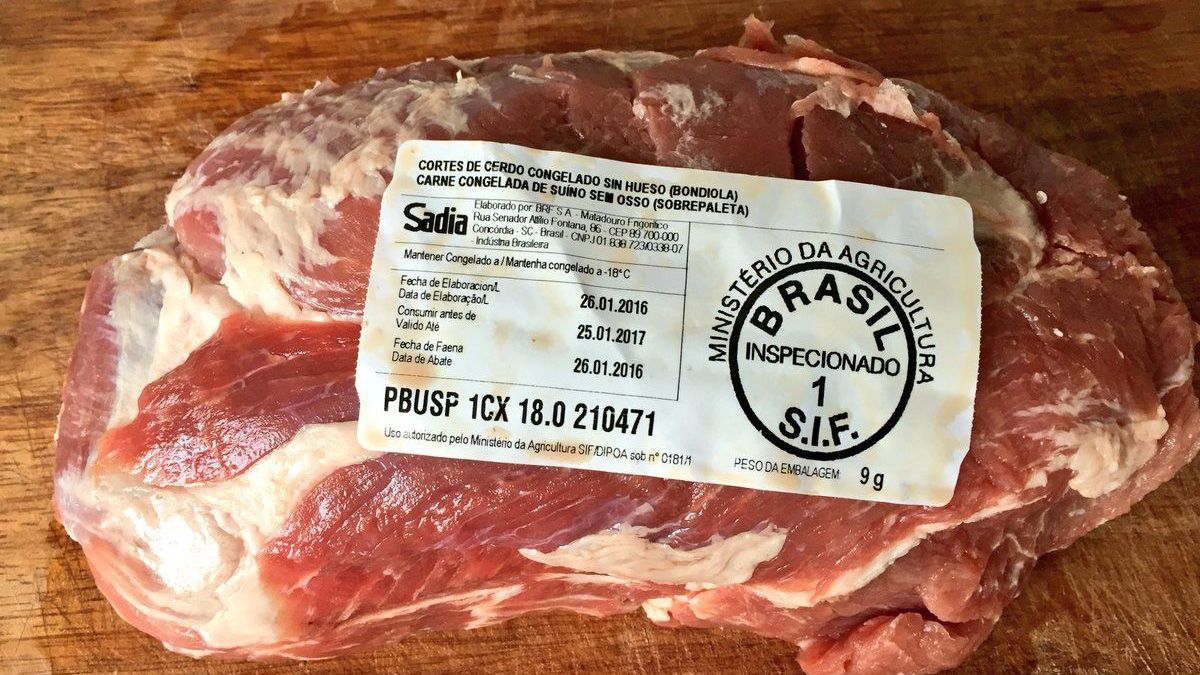 CORTES DE CERDO CONGELADO SIN HUESO (BONDIOLA)
CARNE CONGELADA DE SUÍNO SEM OSSO (SOBREPALETA)
Sadia
Elaborado por: BRF S.A - Matadouro Frigorífico
Rua Senador Attílio Fontana, 86 - CEP 89 700-000
Concórdia - SC - Brasil - CNPJ 01 838 723/0338-07
- Indústria Brasileira
Mantener Congelado a / Mantenha congelado a -18°C
Fecha de Elaboracion/L
Data de Elaboração/L
26.01.2016
Consumir antes de
Valido Até
25.01.2017
Fecha de Faena
Data de Abate
26.01.2016
PBUSP 1CX 18.0 210471
Uso autorizado pelo Ministério da Agricultura SIF/DIPOA sob n° 0181/1
MINISTÉRIO DA AGRICULTURA
BRASIL
INSPECIONADO
1
S.I.F.
PESO DA EMBALAGEM 9 g